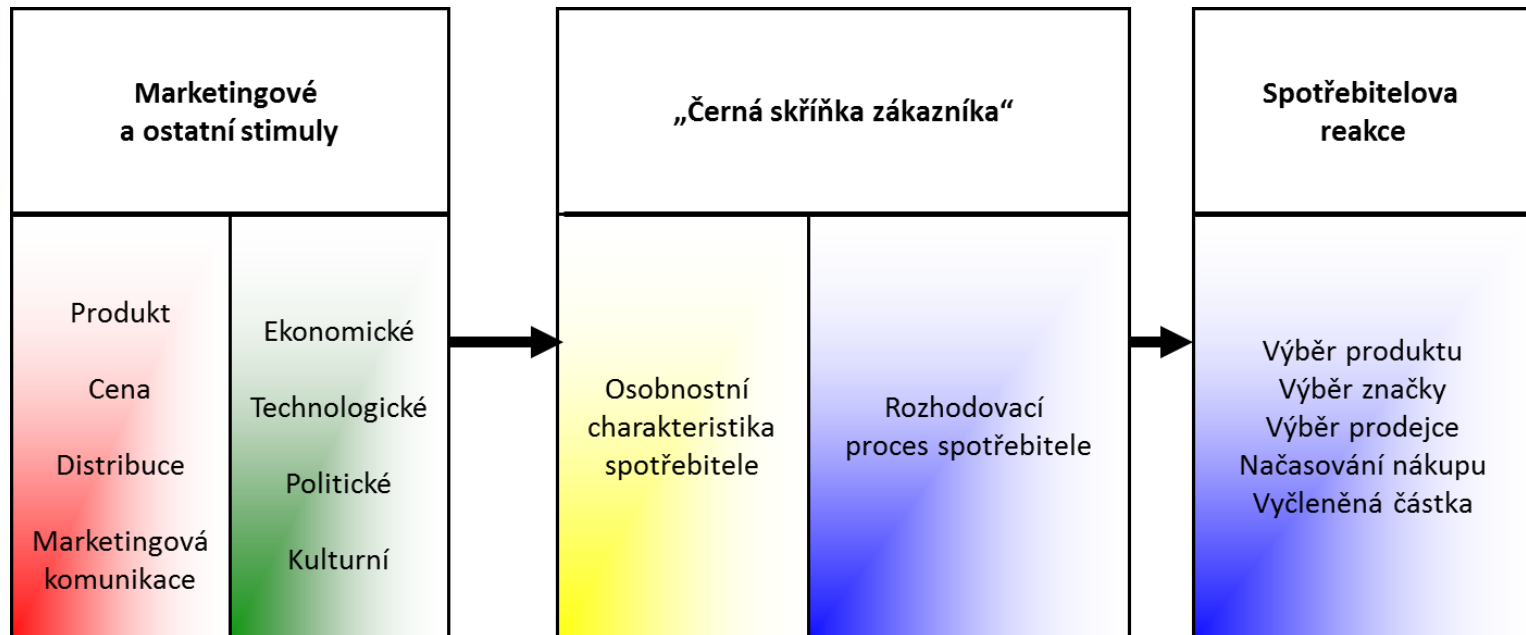 Marketingové
a ostatní stimuly
„Černá skříňka zákazníka“
Spotřebitelova
reakce
Produkt
Cena
Distribuce
Marketingová
komunikace
Ekonomické
Technologické
Politické
Kulturní
Osobnostní
charakteristika
spotřebitele
Rozhodovací
proces spotřebitele
Výběr produktu
Výběr značky
Výběr prodejce
Načasování nákupu
Vyčleněná částka